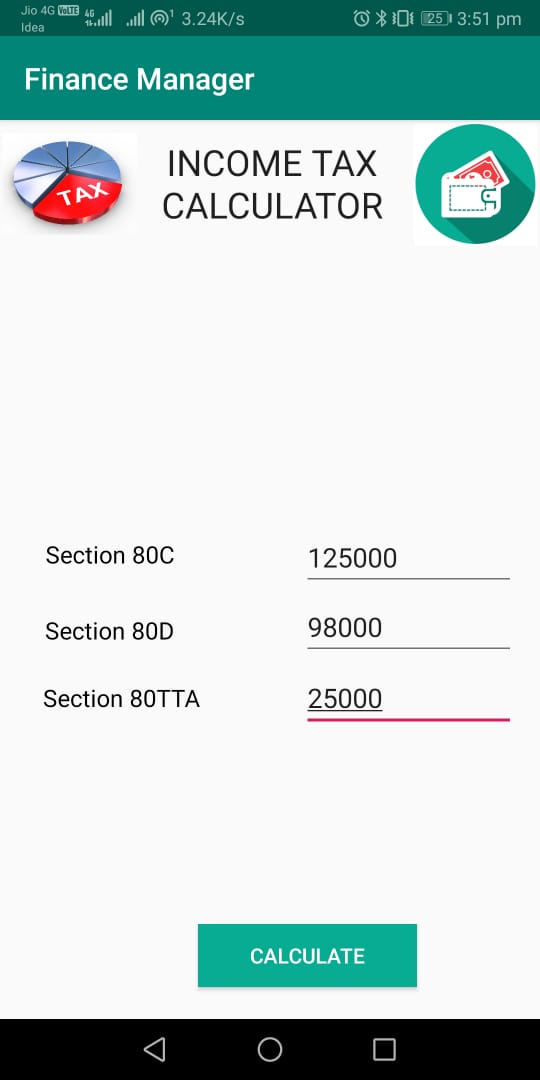 Jio 4G VoLTE 4G 1 3.24K/s 25 3:51 pm
Idea
Finance Manager
TAX
INCOME TAX
CALCULATOR
Section 80C 125000
Section 80D 98000
Section 80TTA 25000
CALCULATE